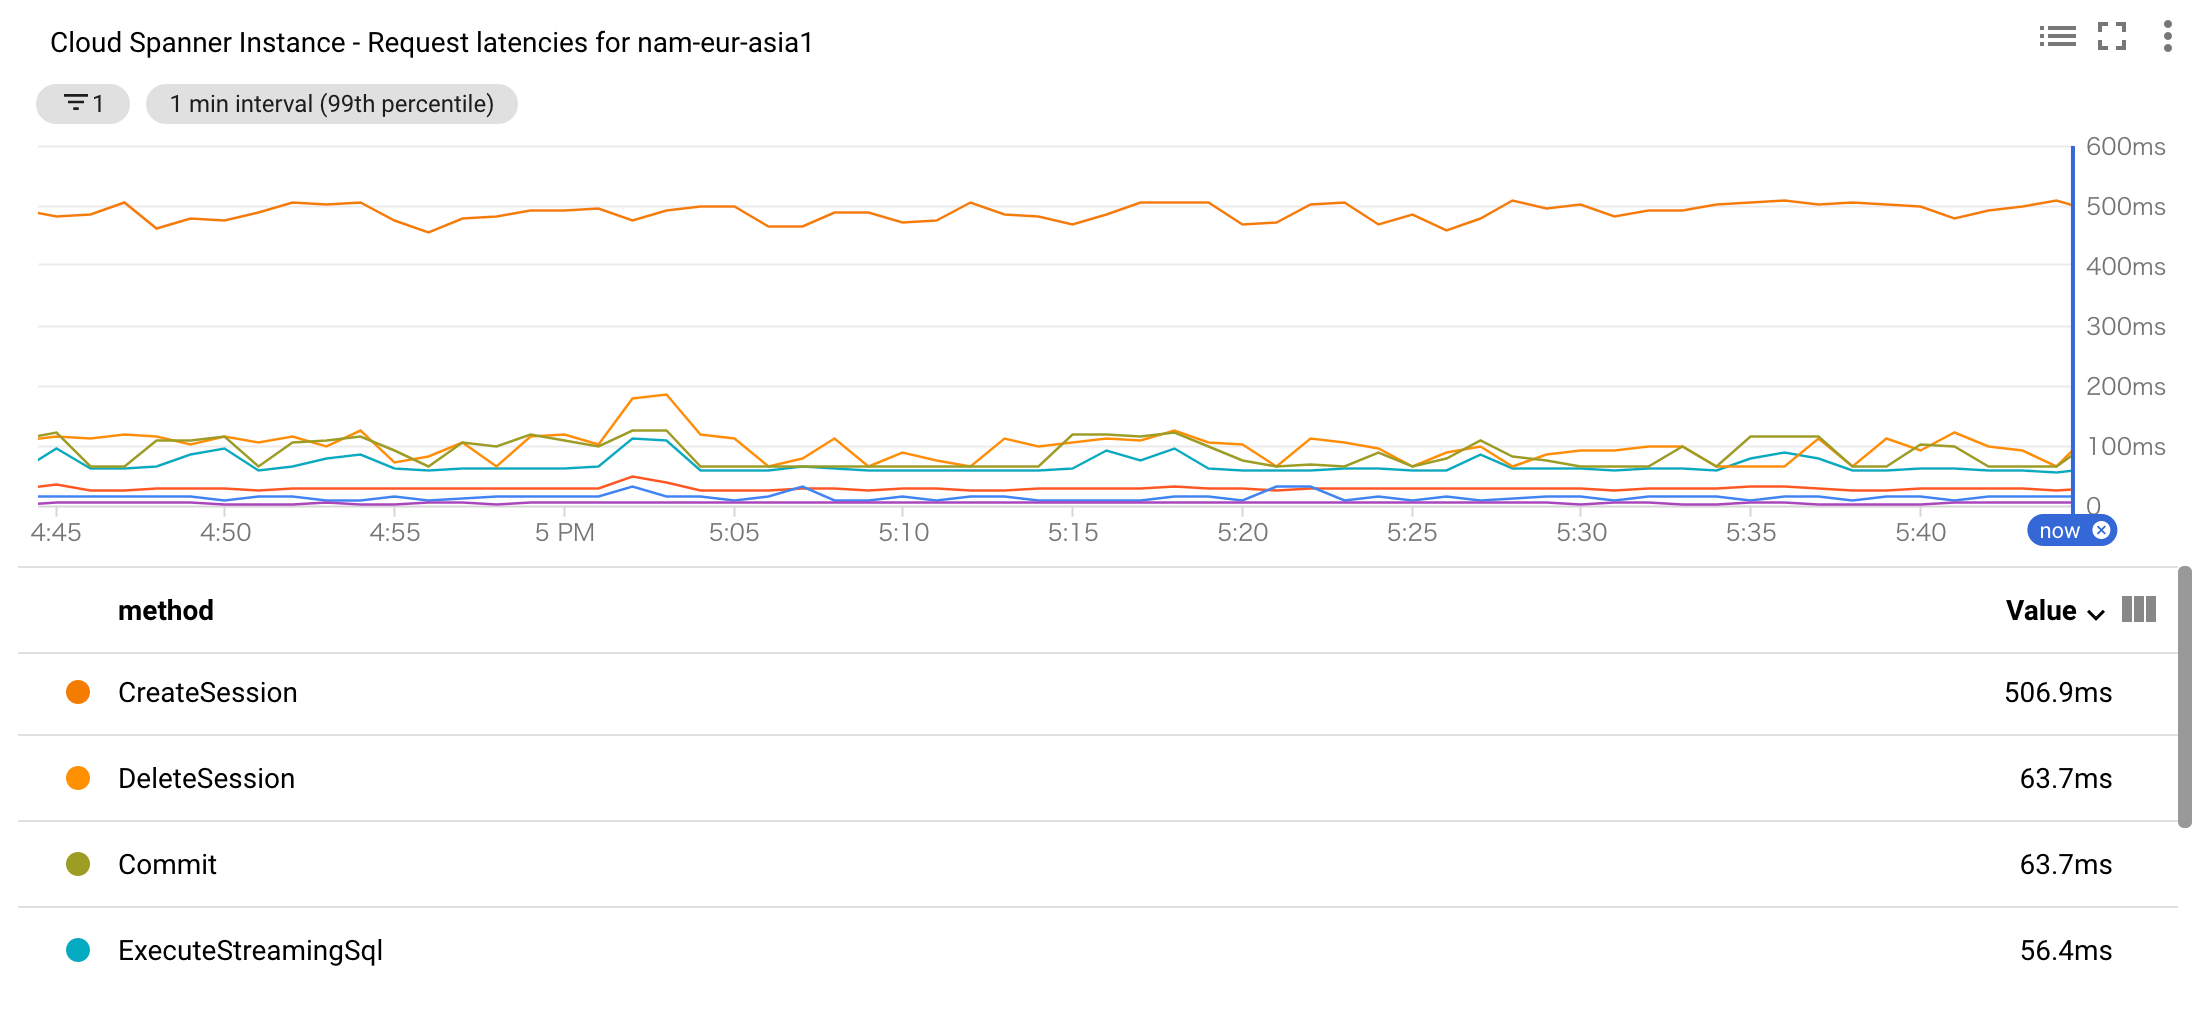 Cloud Spanner Instance - Request latencies for nam-eur-asia1
1
1 min interval (99th percentile)
600ms
500ms
400ms
300ms
200ms
100ms
0
4:45
4:50
4:55
5 PM
5:05
5:10
5:15
5:20
5:25
5:30
5:35
5:40
now
method
Value
CreateSession
506.9ms
DeleteSession
63.7ms
Commit
63.7ms
ExecuteStreamingSql
56.4ms